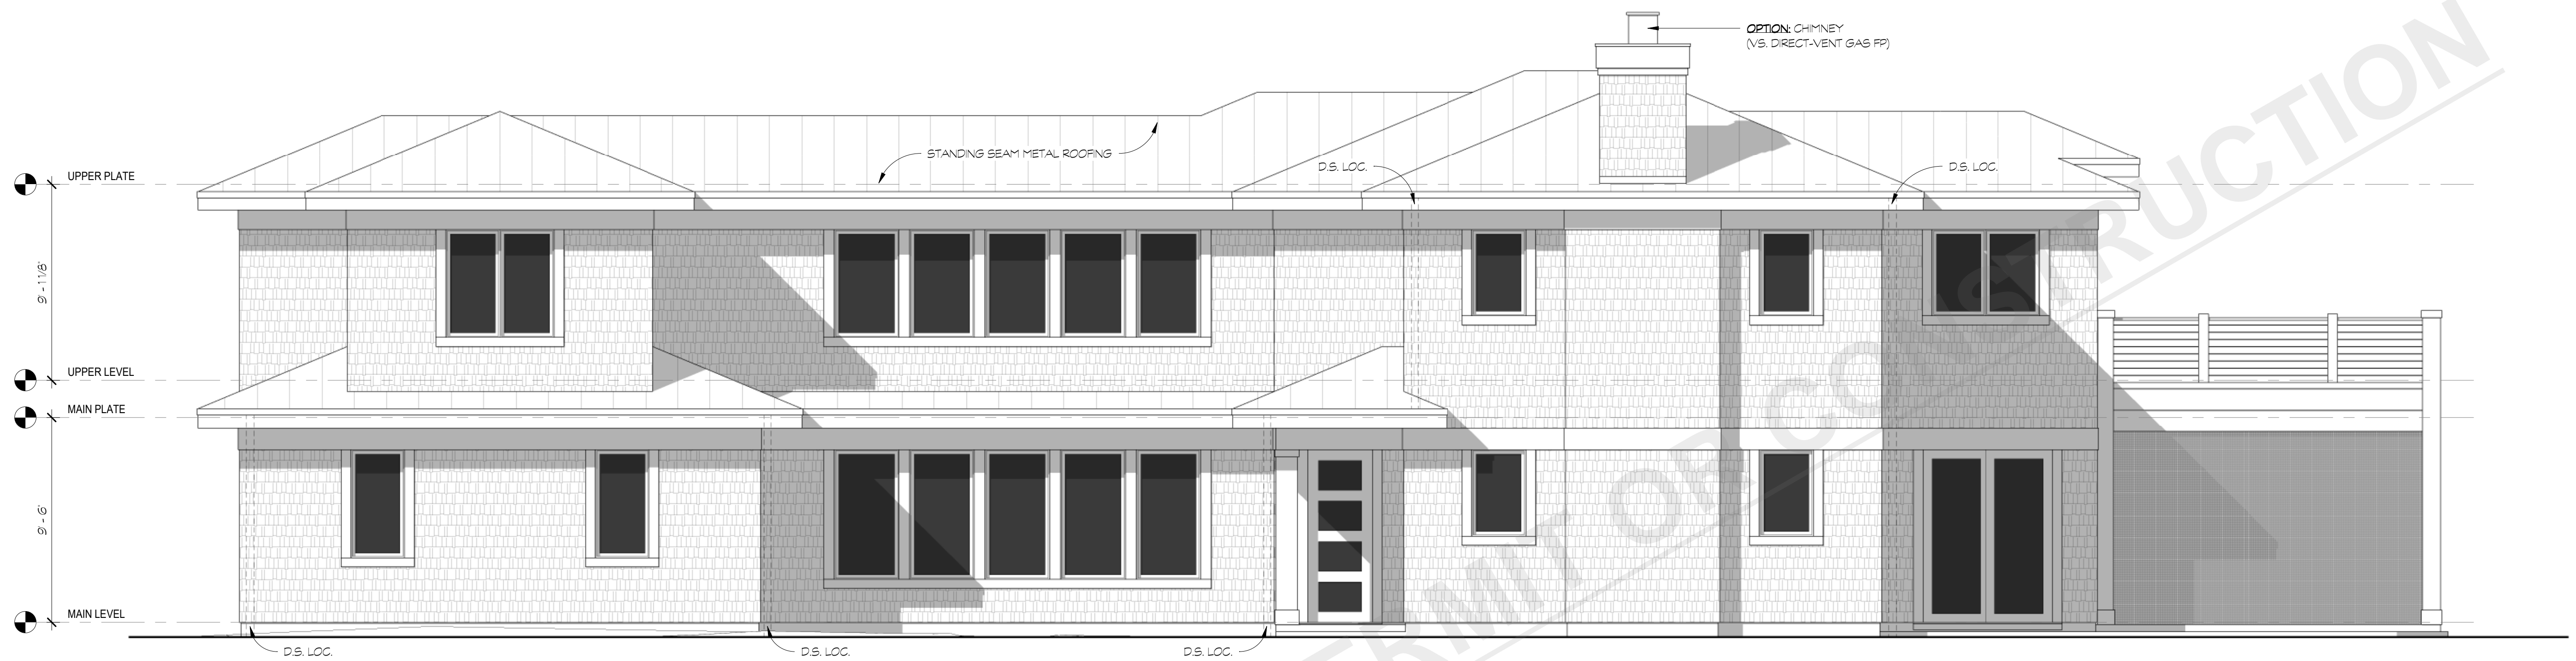 OPTION: CHIMNEY
(VS. DIRECT-VENT GAS FP)
STANDING SEAM METAL ROOFING
D.S. LOC.
D.S. LOC.
UPPER PLATE
9' - 1 1/8"
UPPER LEVEL
MAIN PLATE
9' - 6"
MAIN LEVEL
D.S. LOC.
D.S. LOC.
D.S. LOC.
OR CONSTRUCTION